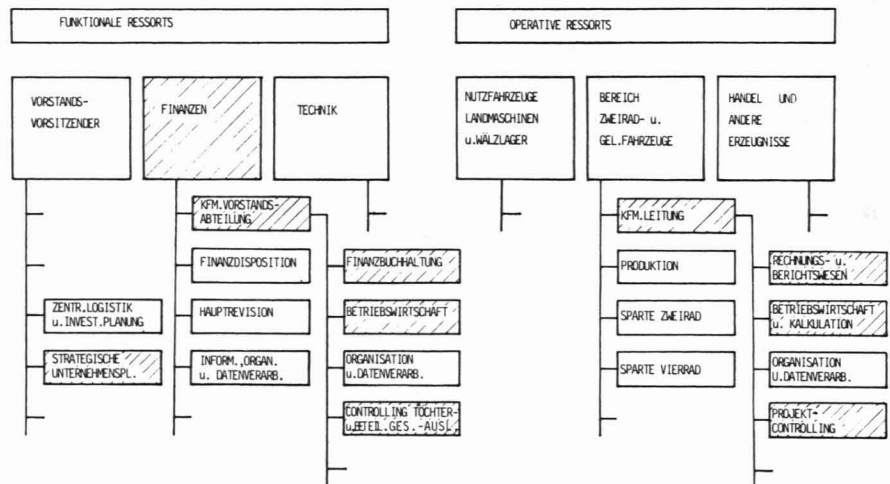 FUNKTIONALE RESSORTS
OPERATIVE RESSORTS
VORSTANDS-
VORSITZENDER
FINANZEN
TECHNIK
NUTZFAHRZEUGE
LANDMASCHINEN
u.WÄLZLAGER
BEREICH
ZWEIRAD- u.
GEL.FAHRZEUGE
HANDEL UND
ANDERE
ERZEUGNISSE
ZENTR.LOGISTIK
u.INVEST.PLANUNG
STRATEGISCHE
UNTERNEHMENSPL.
KFM.VORSTANDS-
ABTEILUNG
FINANZDISPOSITION
HAUPTREVISION
INFORM.,ORGAN.
u. DATENVERARB.
FINANZBUCHHALTUNG
BETRIEBSWIRTSCHAFT
ORGANISATION
u.DATENVERARB.
CONTROLLING TÖCHTER-
u.BETEIL.GES.-AUSL.
KFM.LEITUNG
PRODUKTION
SPARTE ZWEIRAD
SPARTE VIERRAD
RECHNUNGS- u.
BERICHTSWESEN
BETRIEBSWIRTSCHAFT
u. KALKULATION
ORGANISATION
U.DATENVERARB.
PROJEKT-
CONTROLLING